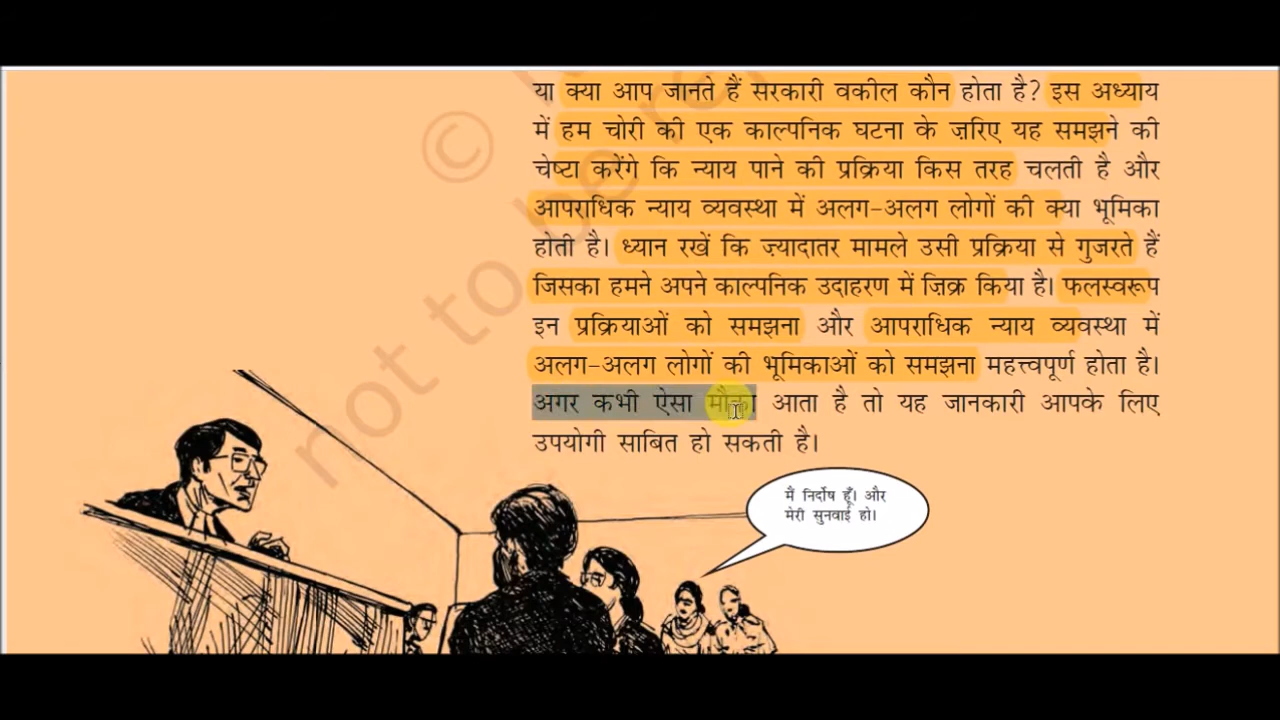 या क्या आप जानते हैं सरकारी वकील कौन होता है? इस अध्याय
में हम चोरी की एक काल्पनिक घटना के ज़रिए यह समझने की
चेष्टा करेंगे कि न्याय पाने की प्रक्रिया किस तरह चलती है और
आपराधिक न्याय व्यवस्था में अलग-अलग लोगों की क्या भूमिका
होती है। ध्यान रखें कि ज़्यादातर मामले उसी प्रक्रिया से गुजरते हैं
जिसका हमने अपने काल्पनिक उदाहरण में ज़िक्र किया है। फलस्वरूप
इन प्रक्रियाओं को समझना और आपराधिक न्याय व्यवस्था में
अलग-अलग लोगों की भूमिकाओं को समझना महत्त्वपूर्ण होता है।
अगर कभी ऐसा मौका आता है तो यह जानकारी आपके लिए
उपयोगी साबित हो सकती है।
मैं निर्दोष हूँ। और
मेरी सुनवाई हो।
©
not to be